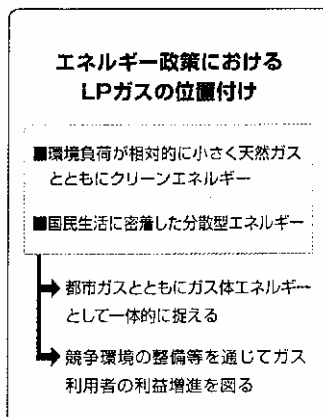 エネルギー政策における
LPガスの位置付け
■環境負荷が相対的に小さく天然ガス
とともにクリーンエネルギー
■国民生活に密着した分散型エネルギー
都市ガスとともにガス体エネルギー
として一体的に捉える
競争環境の整備等を通じてガス
利用者の利益増進を図る